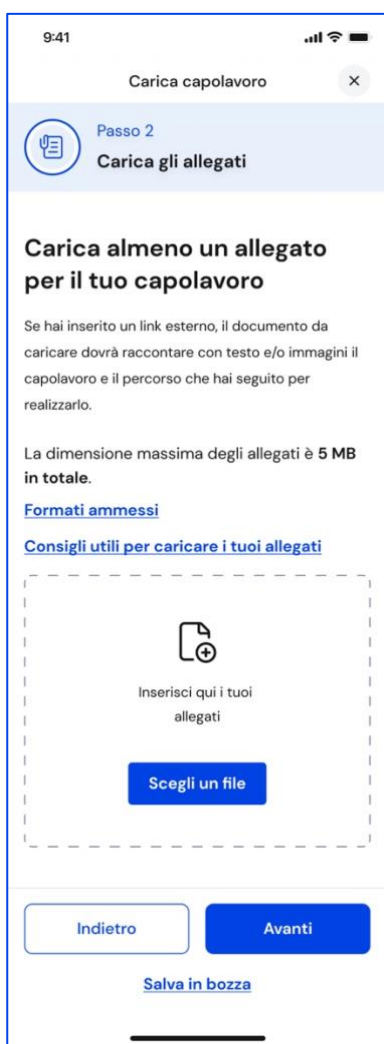 9:41
Carica capolavoro
Passo 2
Carica gli allegati
Carica almeno un allegato
per il tuo capolavoro
Se hai inserito un link esterno, il documento da
caricare dovrà raccontare con testo e/o immagini il
capolavoro e il percorso che hai seguito per
realizzarlo.
La dimensione massima degli allegati è 5 MB
in totale.
Formati ammessi
Consigli utili per caricare i tuoi allegati
Inserisci qui i tuoi
allegati
Scegli un file
Indietro
Avanti
Salva in bozza